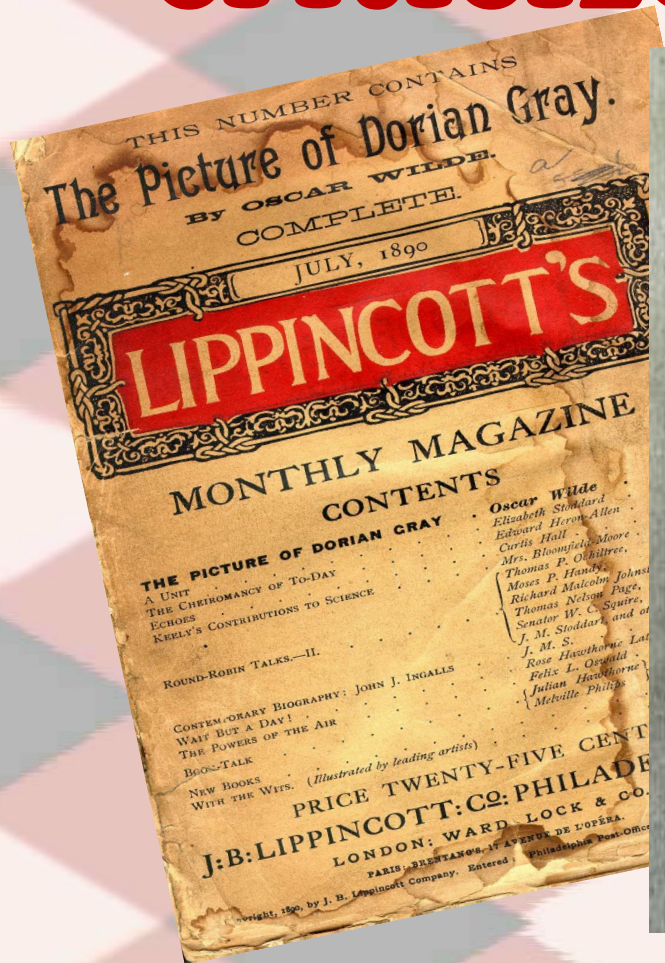 THIS NUMBER CONTAINS
The Picture of Dorian Gray.
BY OSCAR WILDE.
COMPLETE.
JULY, 1890
LIPPINCOTT'S
MONTHLY MAGAZINE
CONTENTS
THE PICTURE OF DORIAN GRAY . Oscar Wilde .
A UNIT . . . Elizabeth Stoddard
THE CHEIROMANCY OF TO-DAY . . Edward Heron-Allen
ECHOES . . . Curtis Hall .
KEELY'S CONTRIBUTIONS TO SCIENCE . Mrs. Bloomfield-Moore
Thomas P. Ochiltree,
Moses P. Handy,
ROUND-ROBIN TALKS.—II. . . Richard Malcolm Johns
Thomas Nelson Page,
Senator W. C. Squire,
J. M. Stoddart, and ot
CONTEMPORARY BIOGRAPHY: JOHN J. INGALLS . J. M. S.
WAIT BUT A DAY! . . Rose Hawthorne Lat
THE POWERS OF THE AIR . . Felix L. Oswald
BOOK-TALK . . Julian Hawthorne
NEW BOOKS . . Melville Philips
WITH THE WITS. (Illustrated by leading artists) .
PRICE TWENTY-FIVE CENT
J:B:LIPPINCOTT:Co:PHILADE
LONDON: WARD, LOCK & CO.
PARIS: BRENTANO'S, 17 AVENUE DE L'OPÉRA.
Copyright, 1890, by J. B. Lippincott Company. Entered Philadelphia Post-Office